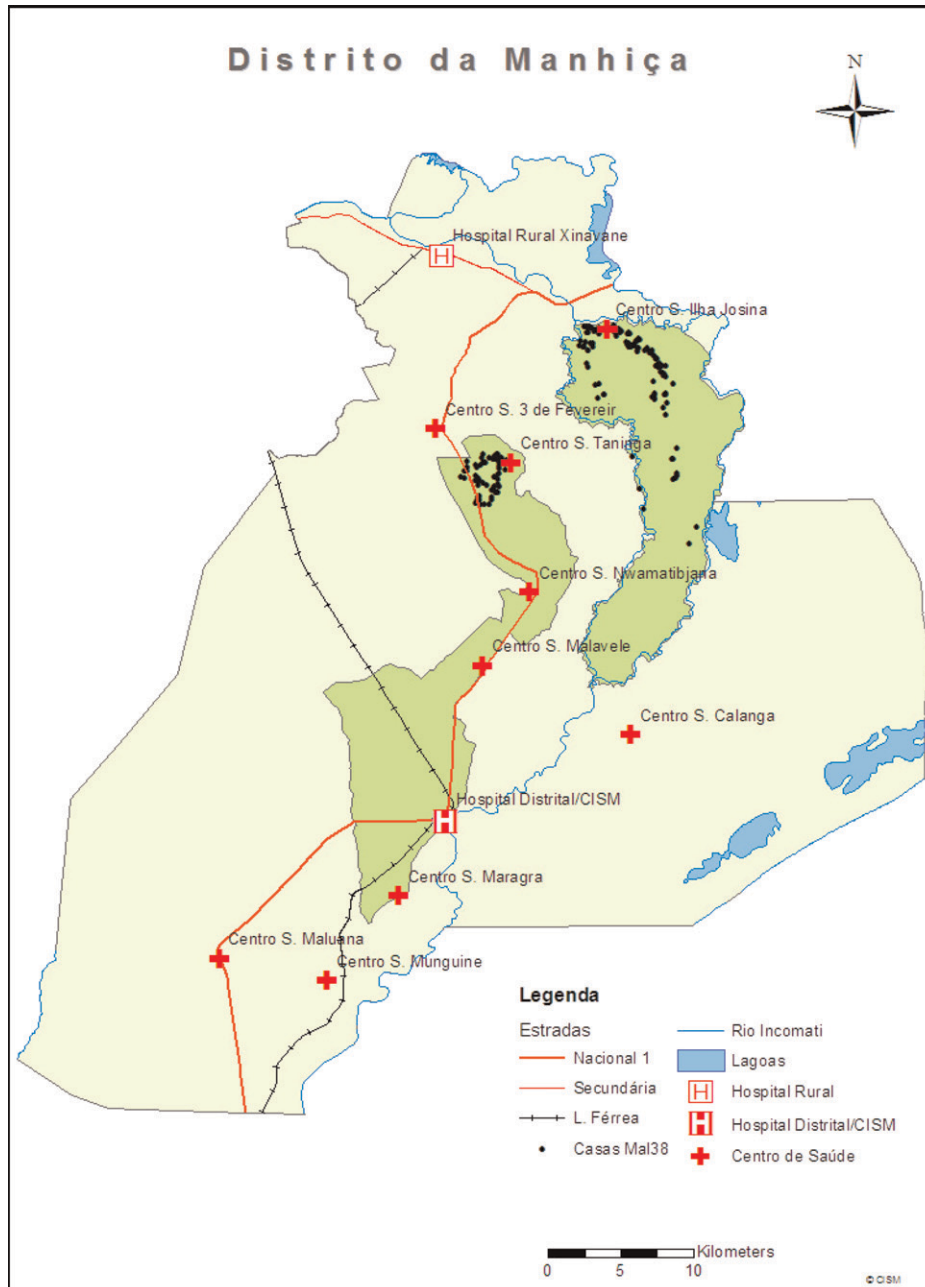 Distrito da Manhiça
N
Hospital Rural Xinavane
Centro S. Ilha Josina
Centro S. 3 de Fevereir
Centro S. Taninga
Centro S. Nwamatibjana
Centro S. Malavele
Centro S. Calanga
Hospital Distrital/CISM
Centro S. Maragra
Centro S. Maluana
Centro S. Munguine
Legenda
Estradas
Nacional 1
Secundária
L. Férrea
Casas Mal38
Rio Incomati
Lagoas
H Hospital Rural
H Hospital Distrital/CISM
Centro de Saúde
Kilometers
0 5 10
© CISM